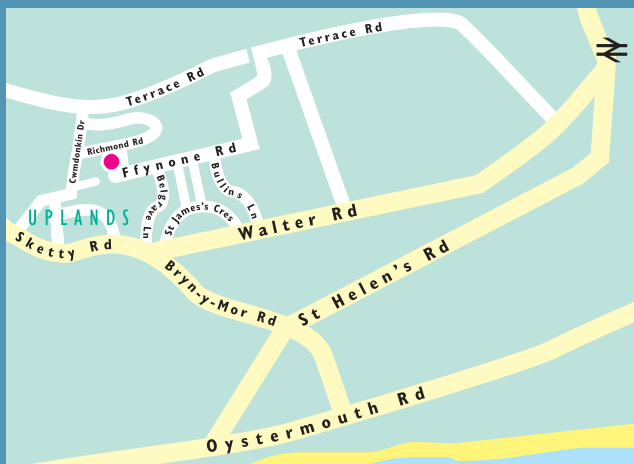 Terrace Rd
Terrace Rd
Cwmdonkin Dr
Richmond Rd
Ffynone Rd
Belgrave Ln
St James's Cres
Bullins Ln
UPLANDS
Walter Rd
Sketty Rd
Bryn-y-Mor Rd
St Helen's Rd
Oystermouth Rd